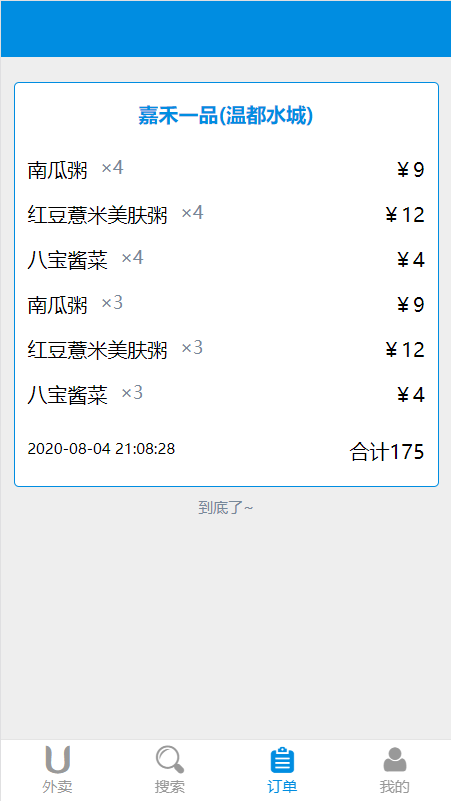 嘉禾一品(温都水城)
南瓜粥 ×4 ￥9
红豆薏米美肤粥 ×4 ￥12
八宝酱菜 ×4 ￥4
南瓜粥 ×3 ￥9
红豆薏米美肤粥 ×3 ￥12
八宝酱菜 ×3 ￥4
2020-08-04 21:08:28 合计175
到底了~
外卖 搜索 订单 我的